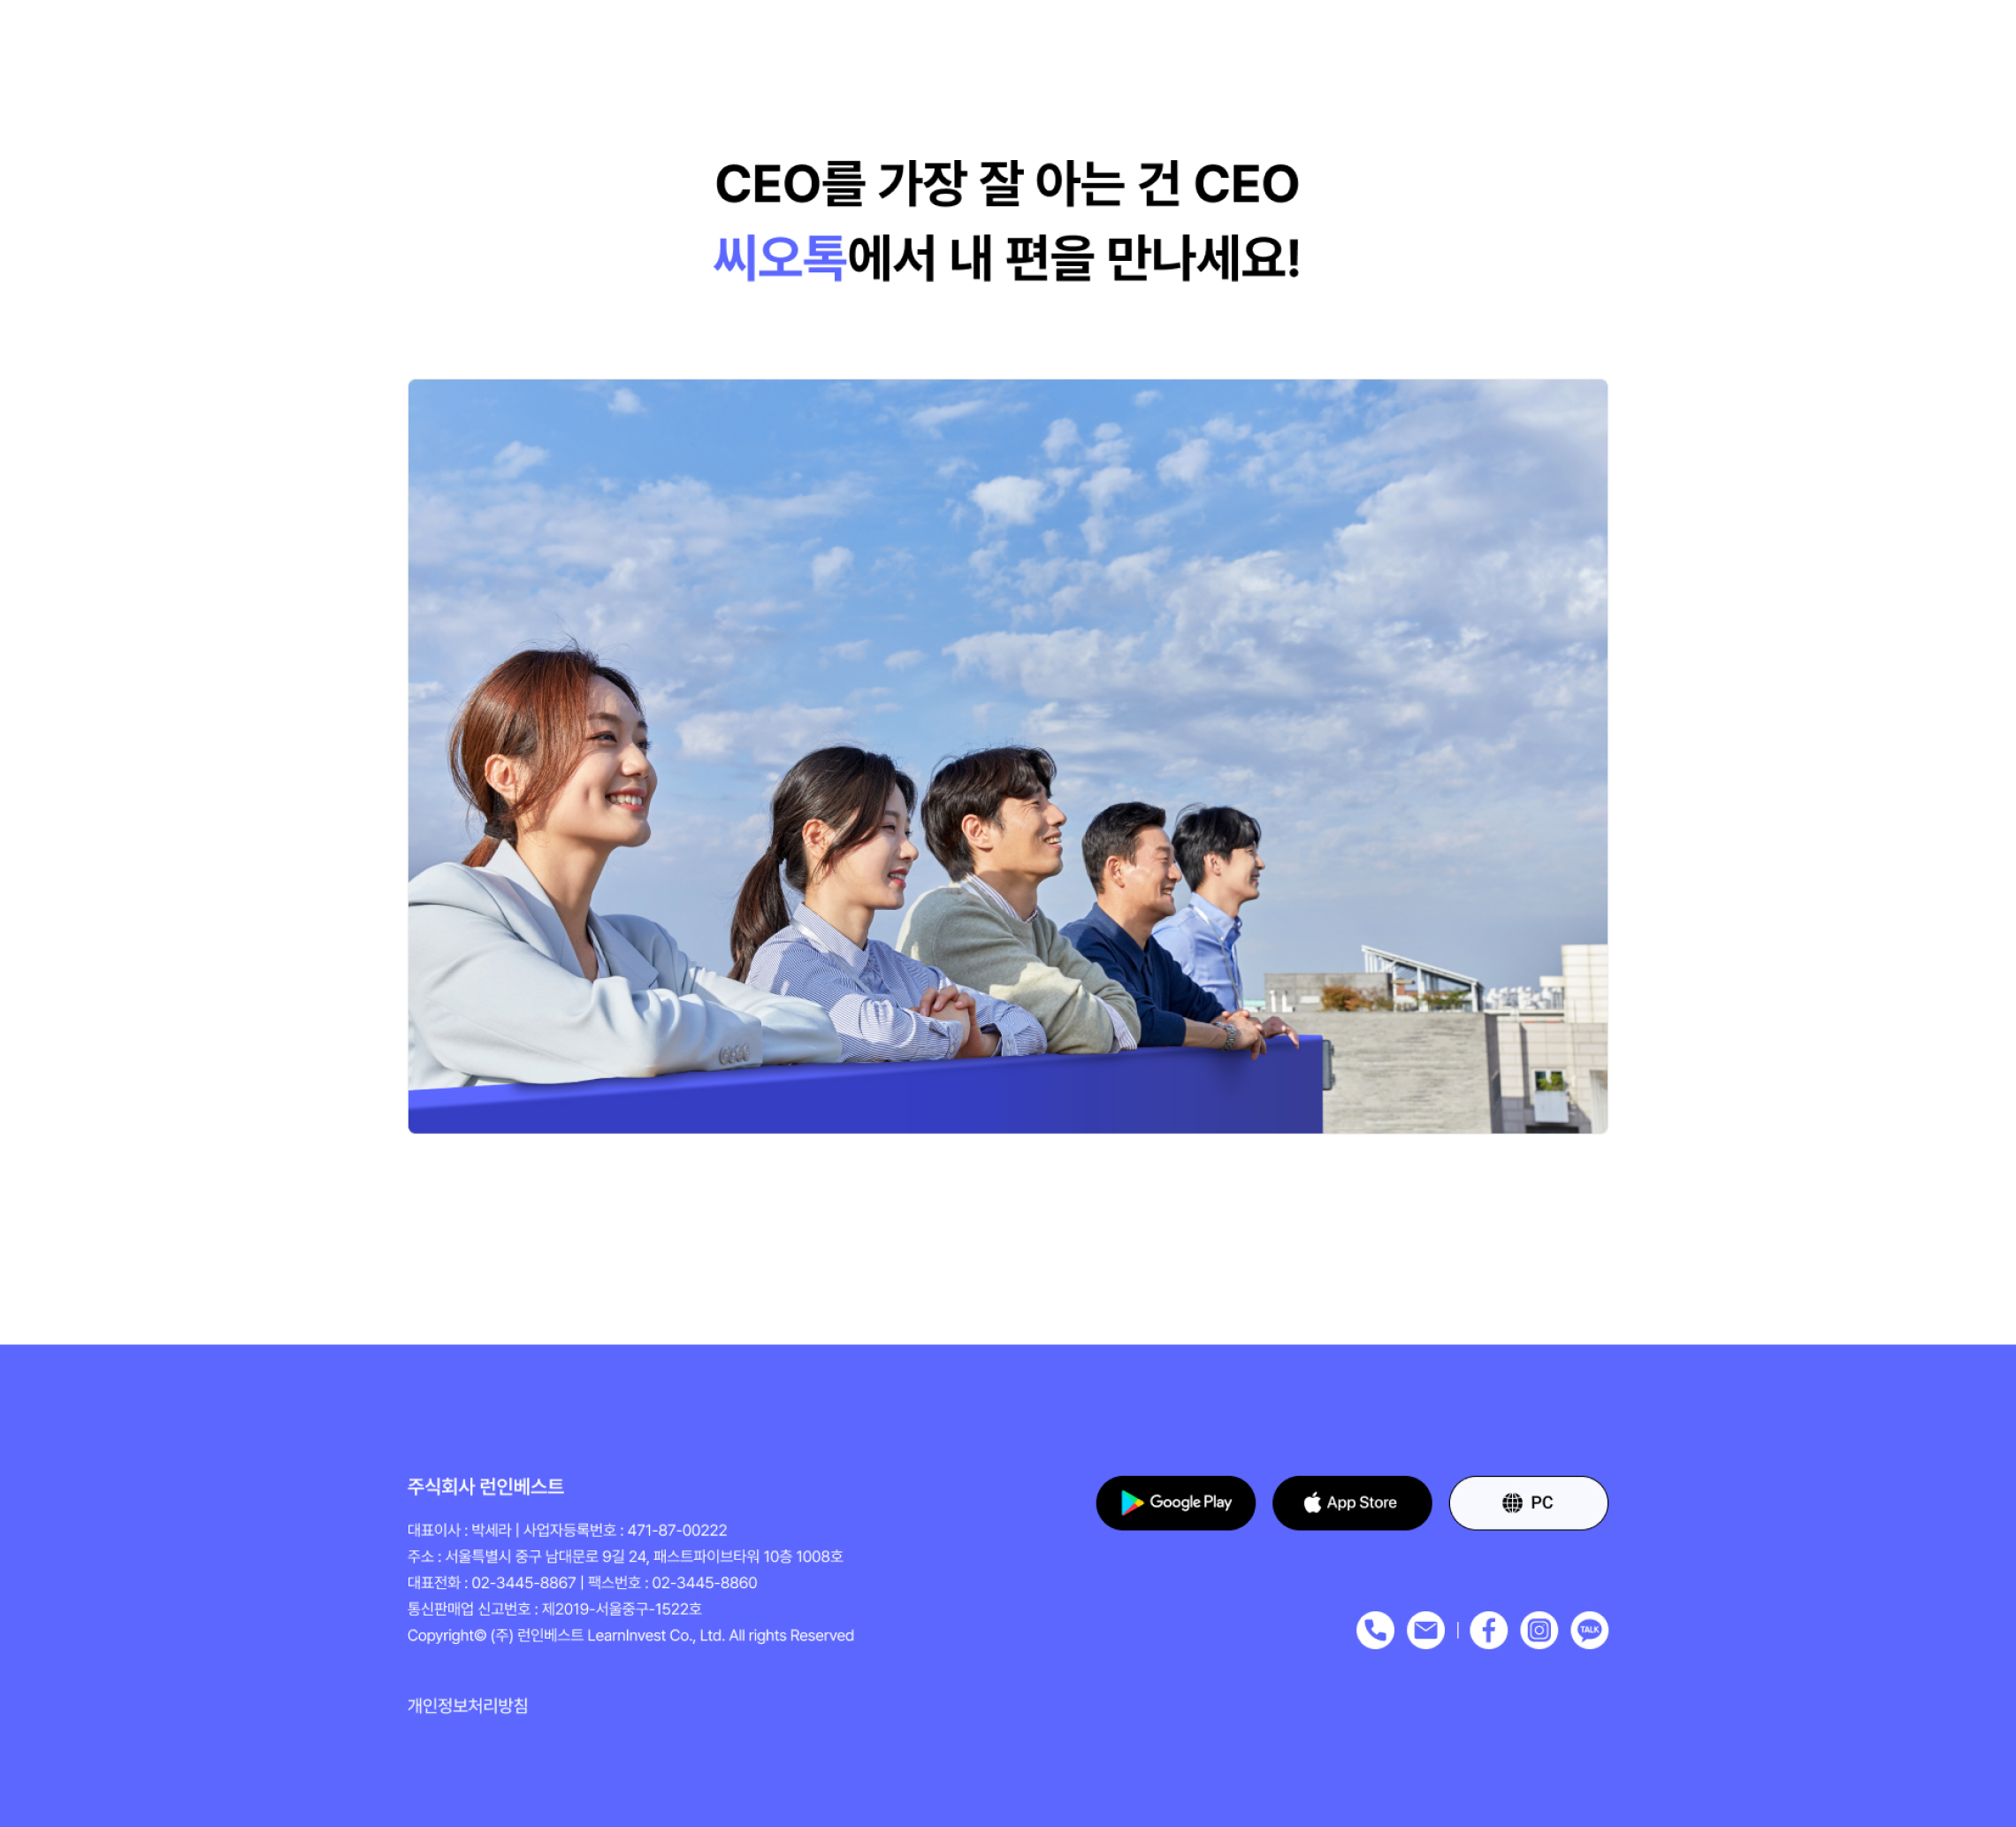 CEO를 가장 잘 아는 건 CEO
씨오톡에서 내 편을 만나세요!
주식회사 런인베스트
대표이사 : 박세라 | 사업자등록번호 : 471-87-00222
주소 : 서울특별시 중구 남대문로 9길 24, 패스트파이브타워 10층 1008호
대표전화 : 02-3445-8867 | 팩스번호 : 02-3445-8860
통신판매업 신고번호 : 제2019-서울중구-1522호
Copyright© (주) 런인베스트 LearnInvest Co., Ltd. All rights Reserved
개인정보처리방침
Google Play
App Store
PC
TALK